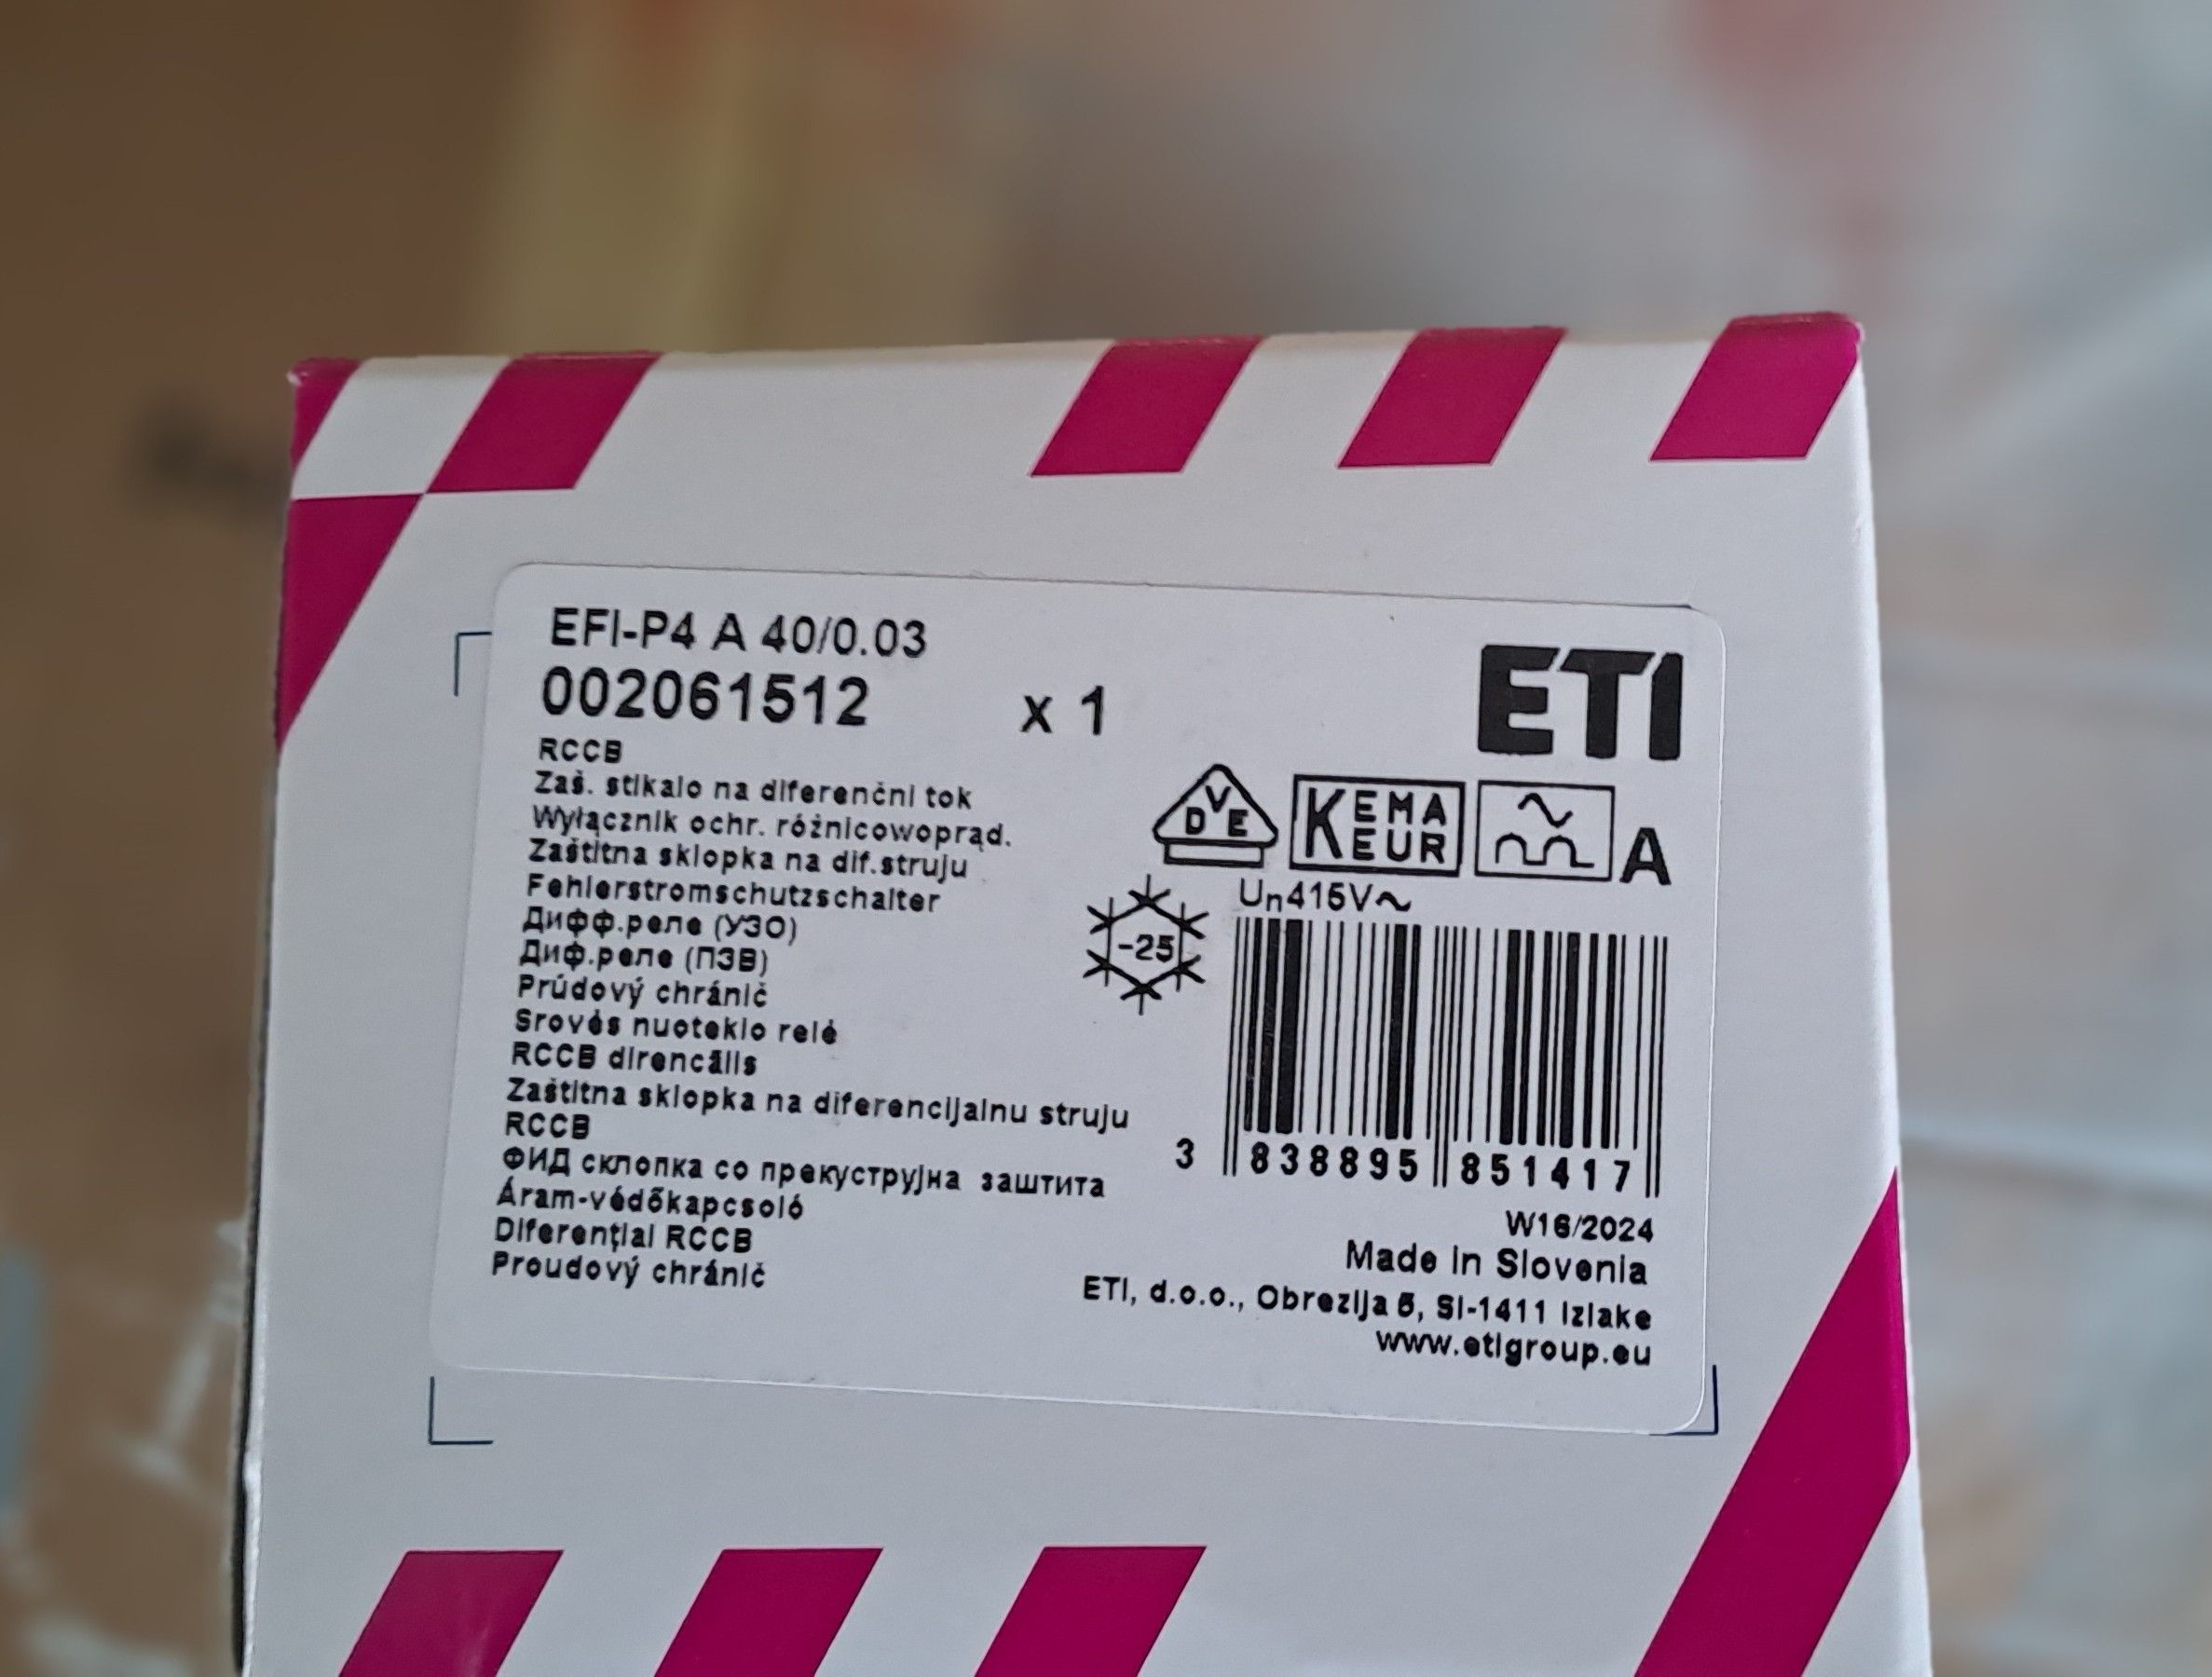 EFI-P4 A 40/0.03
002061512 x 1
ETI
RCCB
Zaš. stikalo na diferenčni tok
Wyłącznik ochr. różnicowoprąd.
Zaštitna sklopka na dif.struju
Fehlerstromschutzschalter
Дифф.реле (УЗО)
Диф.реле (ПЗВ)
Prúdový chránič
Srovės nuotekio relė
RCCB direncālis
Zaštitna sklopka na diferencijalnu struju
RCCB
ФИД склопка со прекуструјна заштита
Áram-védőkapcsoló
Diferenţial RCCB
Proudový chránič
DVE
KEMA
KEUR
A
Un415V~
-25
3 838895 851417
W16/2024
Made in Slovenia
ETI, d.o.o., Obrezija 5, SI-1411 Izlake
www.etigroup.eu